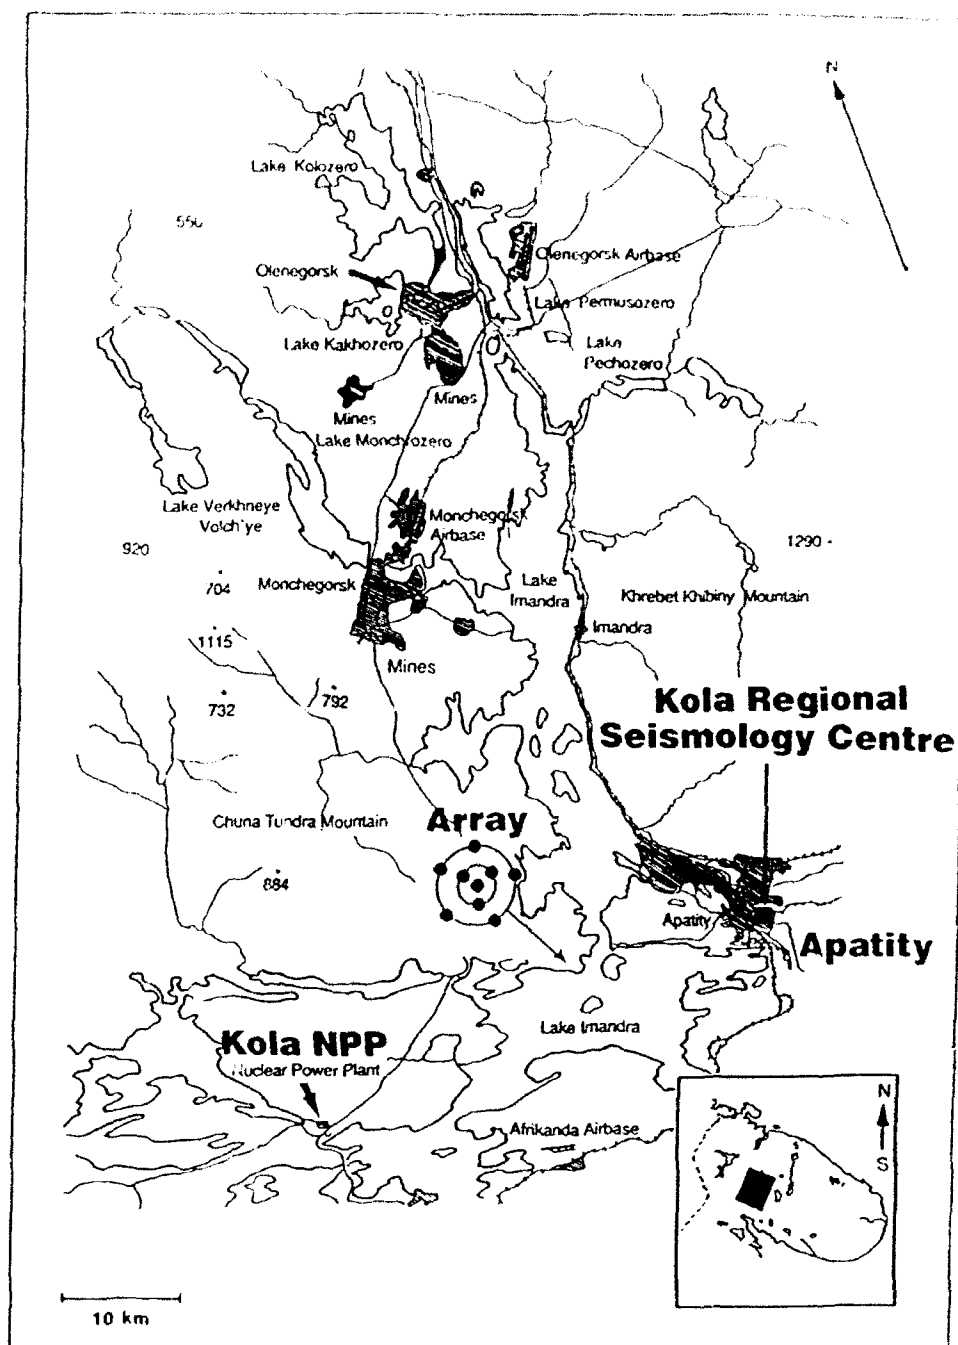 N
Lake Kolozero
550
Olenegorsk Airbase
Olenegorsk
Lake Permusozero
Lake Kakhozero
Lake
Pechozero
Mines
Mines
Lake Monchozero
Lake Verkhneye
Volch'ye
Monchegorsk
Airbase
920
1290
704
Monchegorsk
Lake
Imandra
Khrebet Khibiny Mountain
Imandra
1115
Mines
732
792
Kola Regional
Seismology Centre
Chuna Tundra Mountain
Array
884
Apatity
Apatity
Lake Imandra
Kola NPP
Nuclear Power Plant
Afrikanda Airbase
N
S
10 km